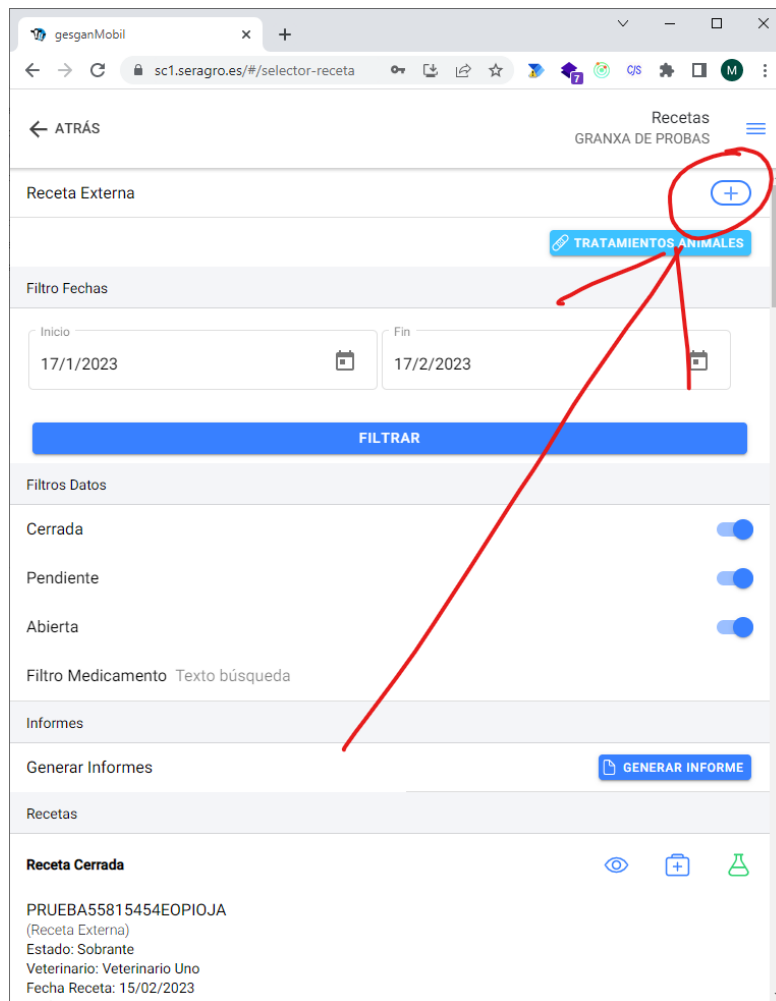 gesganMobil
sc1.seragro.es/#/selector-receta
7
C/S
M
ATRÁS
Recetas
GRANXA DE PROBAS
Receta Externa
TRATAMIENTOS ANIMALES
Filtro Fechas
Inicio
17/1/2023
Fin
17/2/2023
FILTRAR
Filtros Datos
Cerrada
Pendiente
Abierta
Filtro Medicamento Texto búsqueda
Informes
Generar Informes
GENERAR INFORME
Recetas
Receta Cerrada
PRUEBA55815454EOPIOJA
(Receta Externa)
Estado: Sobrante
Veterinario: Veterinario Uno
Fecha Receta: 15/02/2023